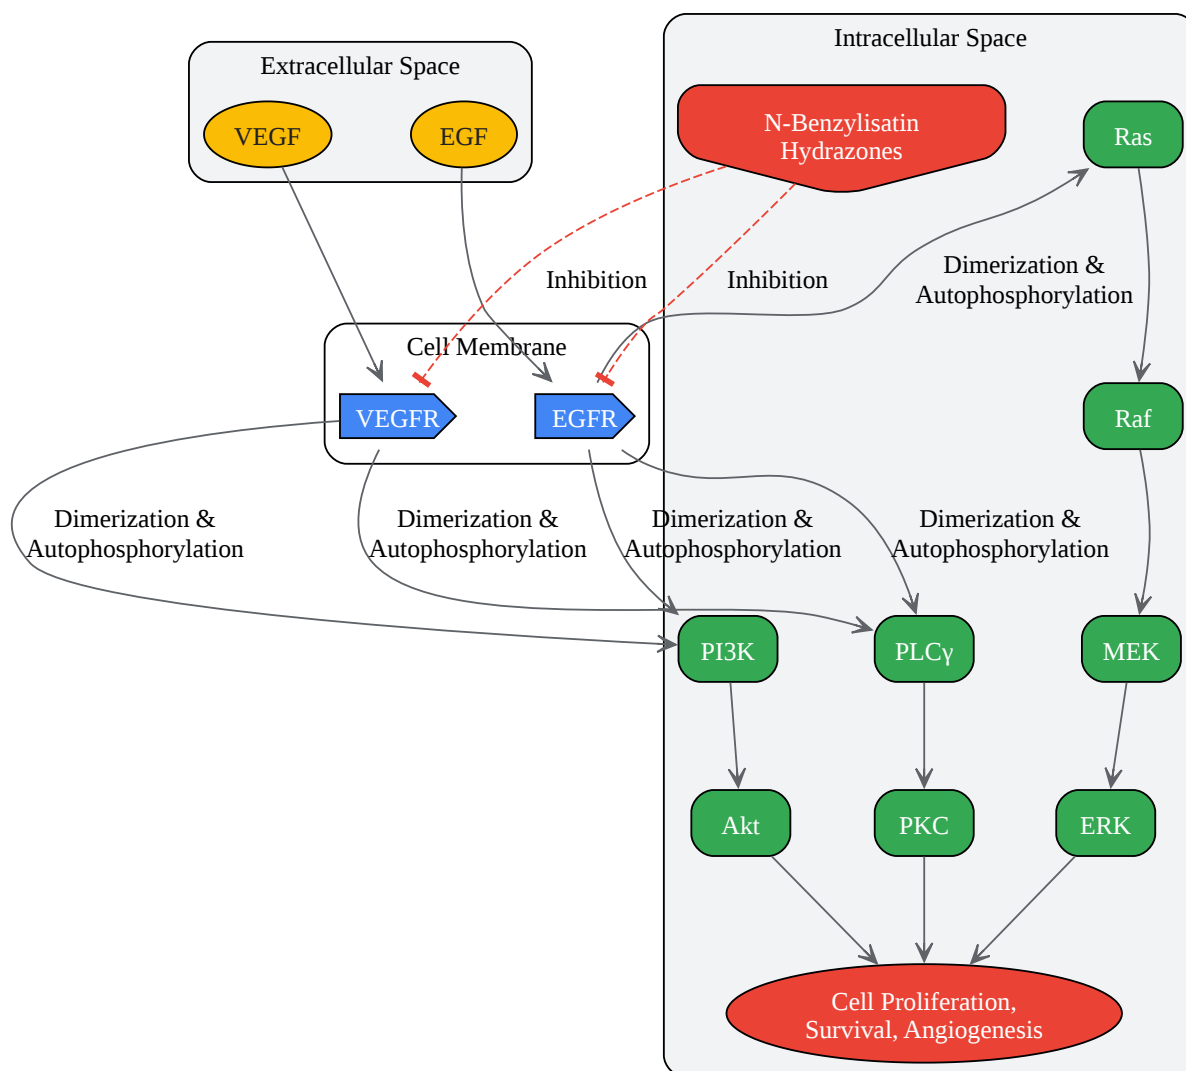 Intracellular Space
Extracellular Space
VEGF
EGF
N-Benzylisatin
Hydrazones
Ras
Inhibition
Inhibition
Dimerization &
Autophosphorylation
Cell Membrane
VEGFR
EGFR
Raf
Dimerization &
Autophosphorylation
Dimerization &
Autophosphorylation
Dimerization &
Autophosphorylation
Dimerization &
Autophosphorylation
PI3K
PLCγ
MEK
Akt
PKC
ERK
Cell Proliferation,
Survival, Angiogenesis